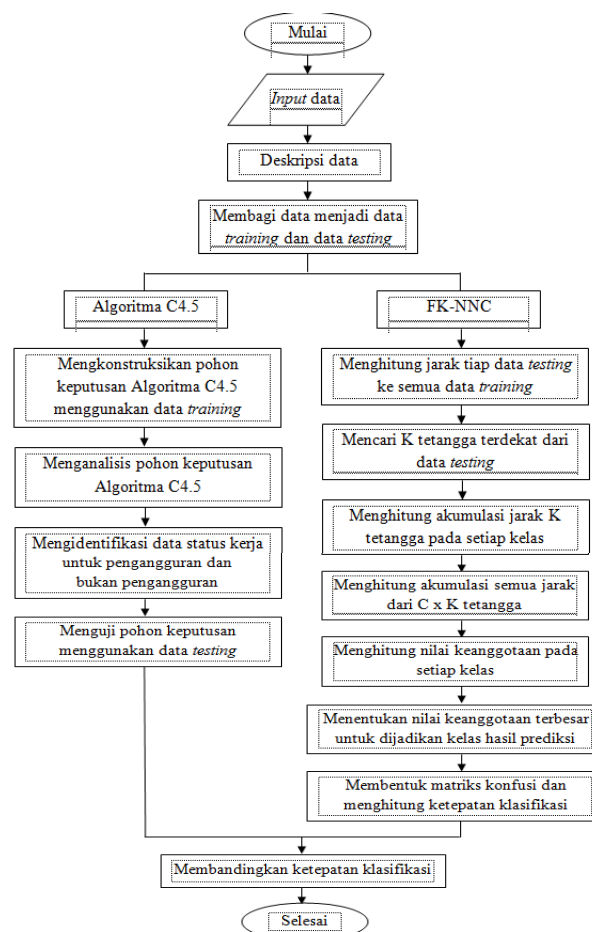 Mulai
Input data
Deskripsi data
Membagi data menjadi data
training dan data testing
Algoritma C4.5
Mengkonstruksikan pohon
keputusan Algoritma C4.5
menggunakan data training
Menganalisis pohon keputusan
Algoritma C4.5
Mengidentifikasi data status kerja
untuk pengangguran dan
bukan pengangguran
Menguji pohon keputusan
menggunakan data testing
FK-NNC
Menghitung jarak tiap data testing
ke semua data training
Mencari K tetangga terdekat dari
data testing
Menghitung akumulasi jarak K
tetangga pada setiap kelas
Menghitung akumulasi semua jarak
dari C x K tetangga
Menghitung nilai keanggotaan pada
setiap kelas
Menentukan nilai keanggotaan terbesar
untuk dijadikan kelas hasil prediksi
Membentuk matriks konfusi dan
menghitung ketepatan klasifikasi
Membandingkan ketepatan klasifikasi
Selesai